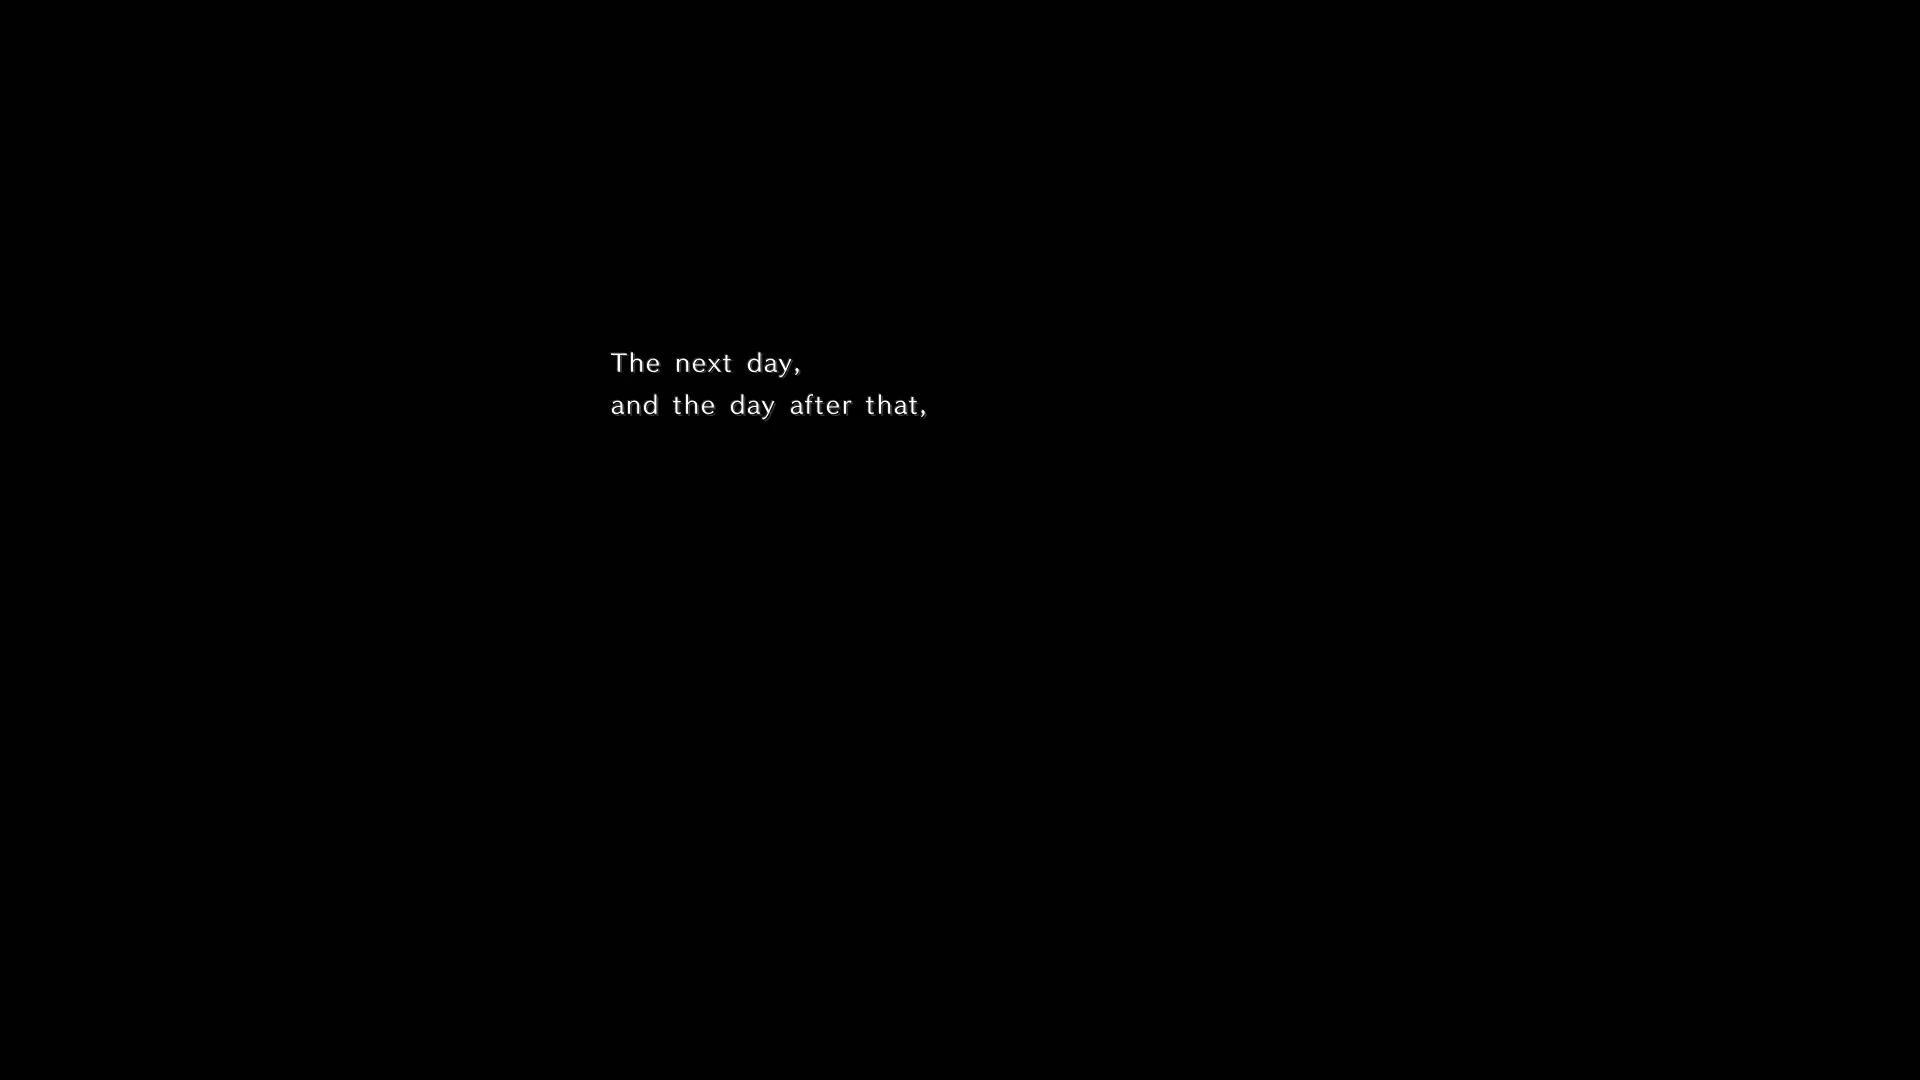 The next day,
and the day after that,